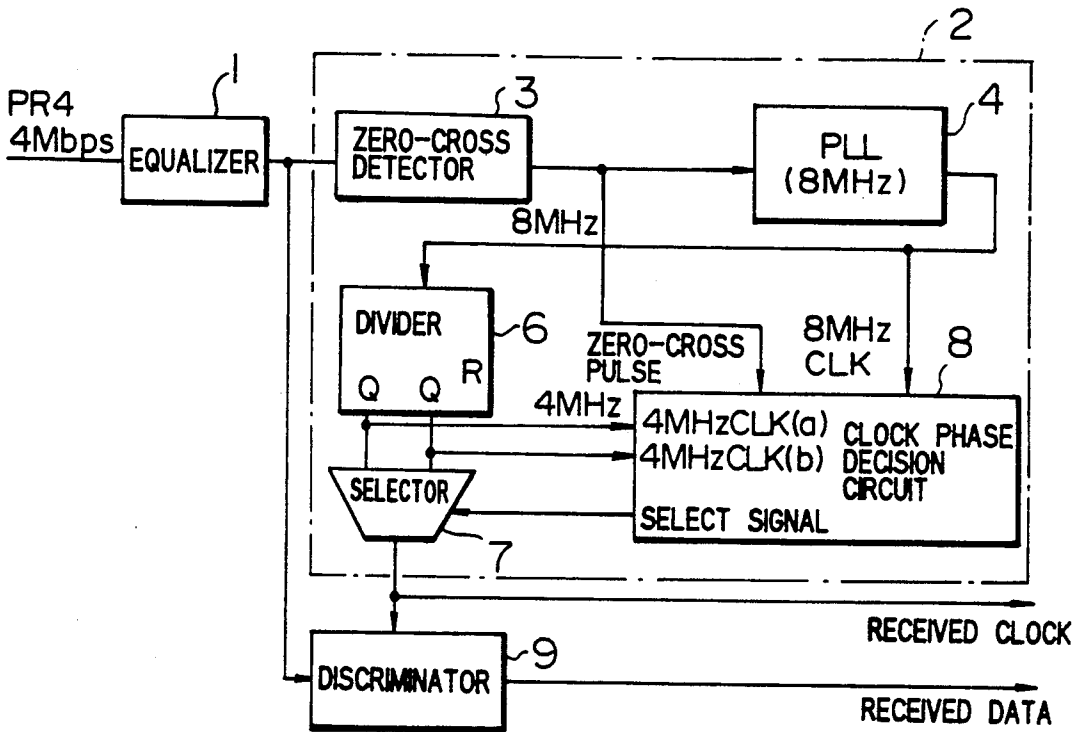 2
1
PR4
4Mbps
EQUALIZER
3
ZERO-CROSS
DETECTOR
4
PLL
(8MHz)
8MHz
DIVIDER
R
Q Q
6
ZERO-CROSS
PULSE
8MHz
CLK
8
4MHz
4MHzCLK(a)
4MHzCLK(b)
CLOCK PHASE
DECISION
CIRCUIT
SELECT SIGNAL
SELECTOR
7
RECEIVED CLOCK
9
DISCRIMINATOR
RECEIVED DATA